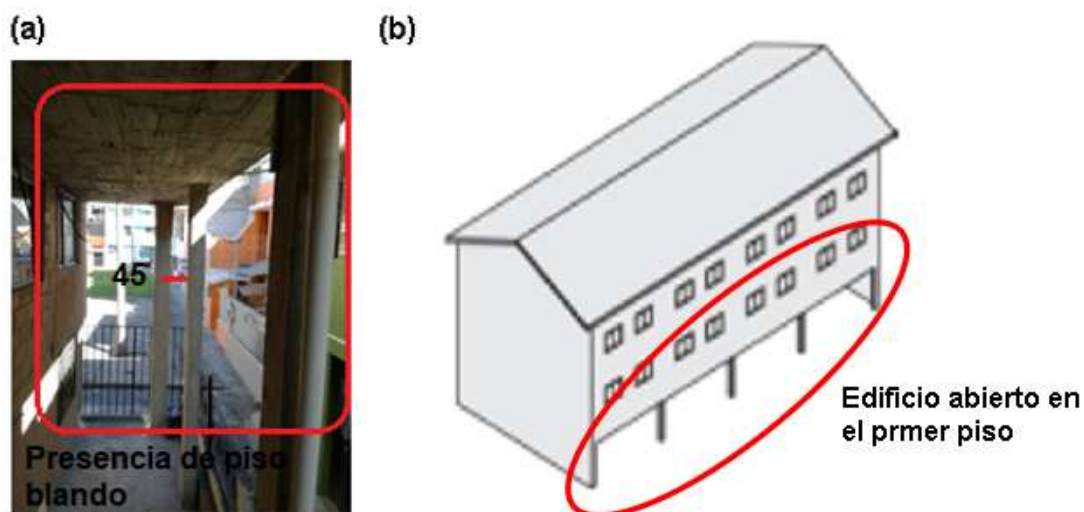 (a)
(b)
45
Presencia de piso
blando
Edificio abierto en
el prmer piso